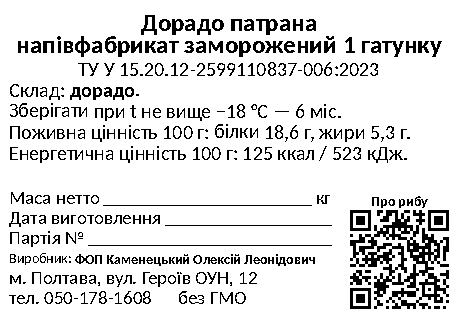 Дорадо патрана
напівфабрикат заморожений 1 гатунку
ТУ У 15.20.12-2599110837-006:2023
Склад: дорадо.
Зберігати при t не вище –18 °С — 6 міс.
Поживна цінність 100 г: білки 18,6 г, жири 5,3 г.
Енергетична цінність 100 г: 125 ккал / 523 кДж.
Маса нетто ____________________ кг
Дата виготовлення ________________
Партія № ________________________
Про рибу
Виробник: ФОП Каменецький Олексій Леонідович
м. Полтава, вул. Героїв ОУН, 12
тел. 050-178-1608 без ГМО